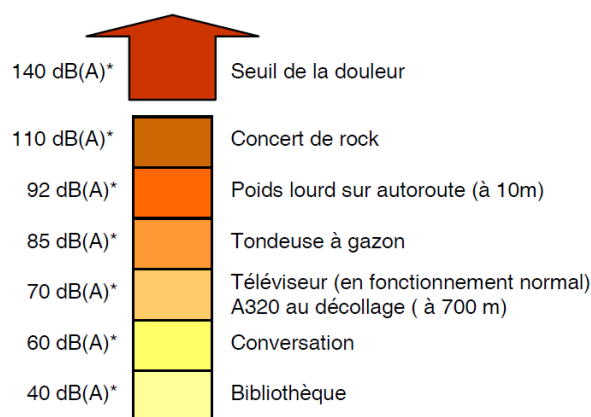 140 dB(A)* Seuil de la douleur
110 dB(A)* Concert de rock
92 dB(A)* Poids lourd sur autoroute (à 10m)
85 dB(A)* Tondeuse à gazon
70 dB(A)* Téléviseur (en fonctionnement normal)
A320 au décollage ( à 700 m)
60 dB(A)* Conversation
40 dB(A)* Bibliothèque